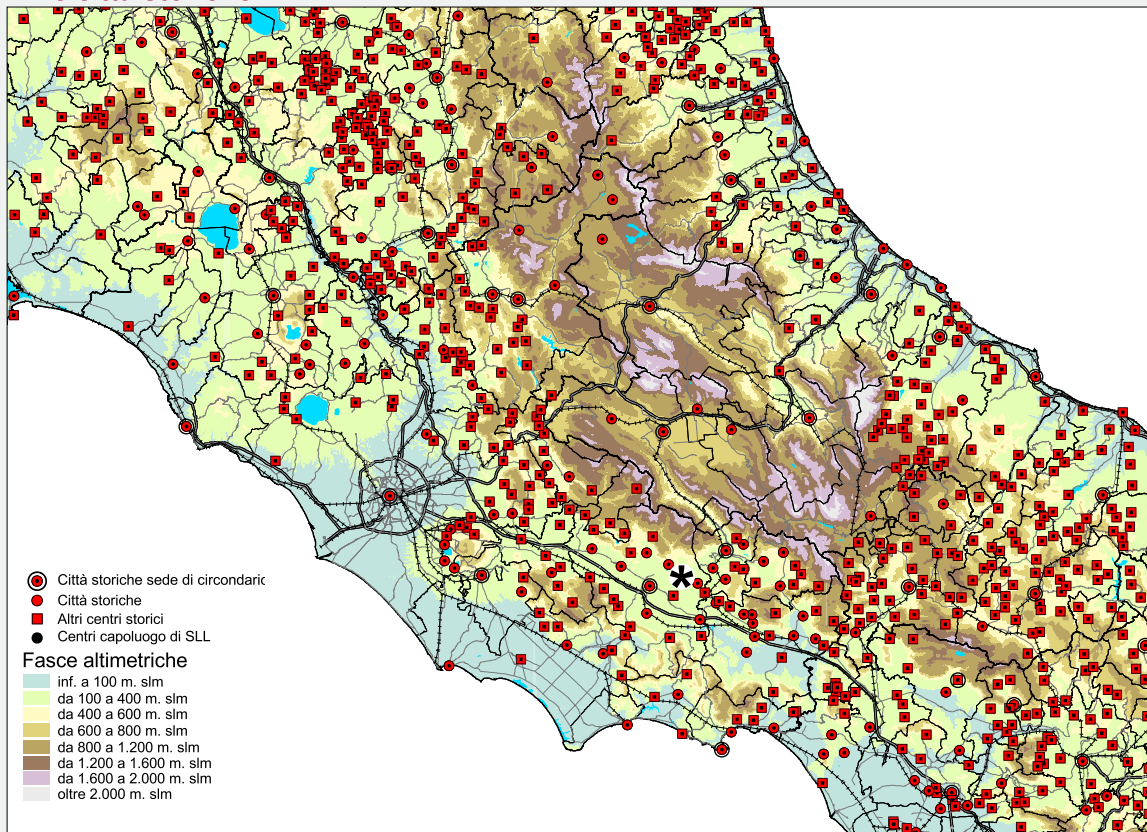 Città storiche sede di circondario
Città storiche
Altri centri storici
Centri capoluogo di SLL
Fasce altimetriche
inf. a 100 m. slm
da 100 a 400 m. slm
da 400 a 600 m. slm
da 600 a 800 m. slm
da 800 a 1.200 m. slm
da 1.200 a 1.600 m. slm
da 1.600 a 2.000 m. slm
oltre 2.000 m. slm
*